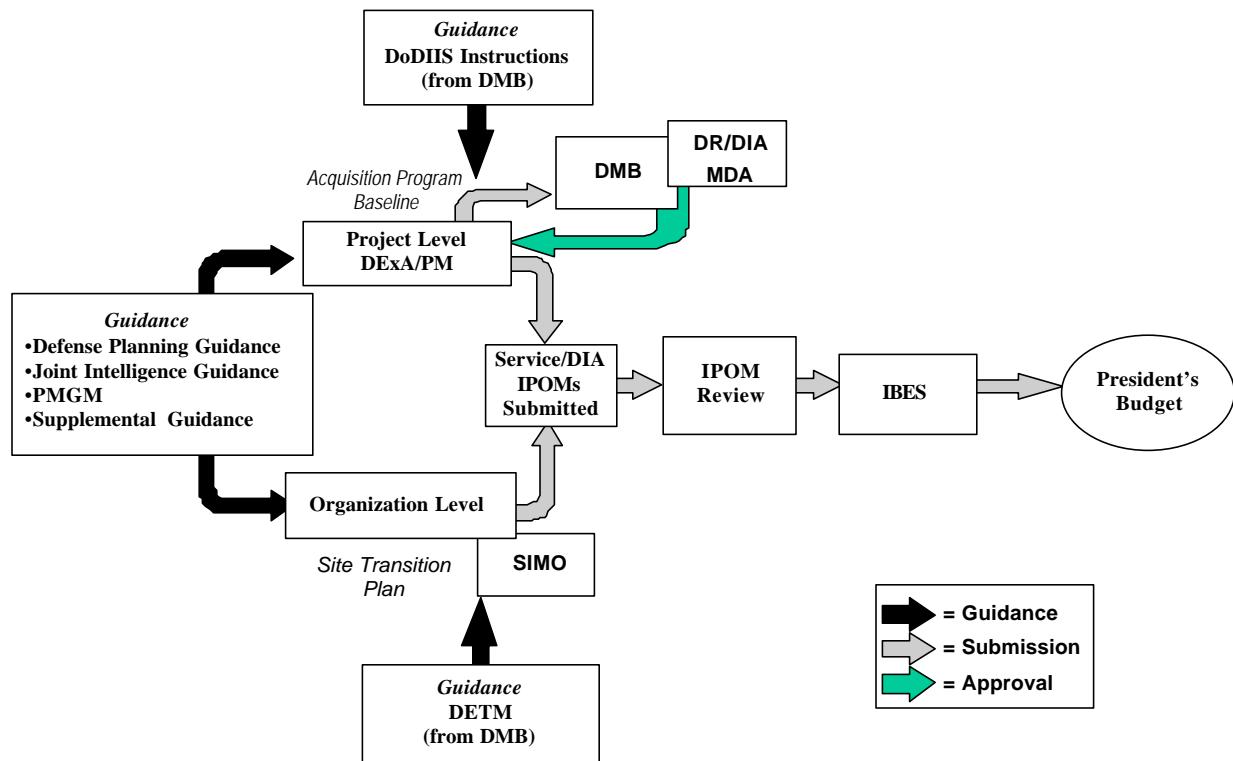 Guidance
DoDIIS Instructions
(from DMB)
DMB
DR/DIA
MDA
Acquisition Program
Baseline
Project Level
DExA/PM
Guidance
•Defense Planning Guidance
•Joint Intelligence Guidance
•PMGM
•Supplemental Guidance
Service/DIA
IPOMs
Submitted
IPOM
Review
IBES
President's
Budget
Organization Level
Site Transition
Plan
SIMO
Guidance
DETM
(from DMB)
= Guidance
= Submission
= Approval